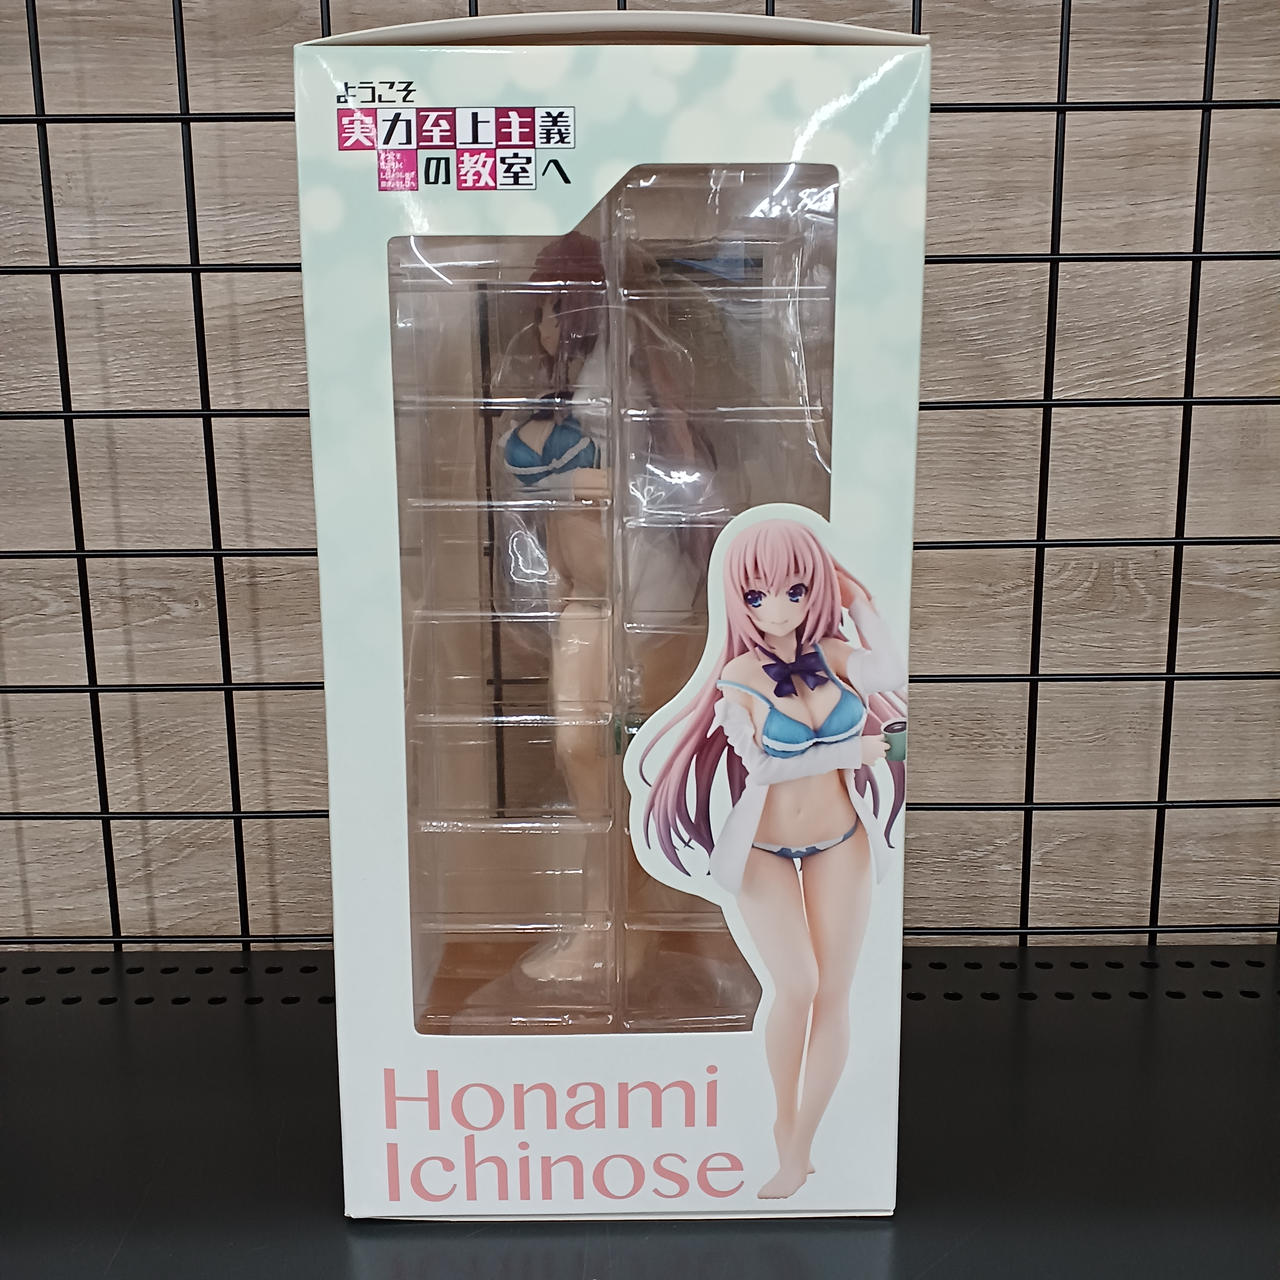 ようこそ
実力至上主義
の教室へ
Honami
Ichinose